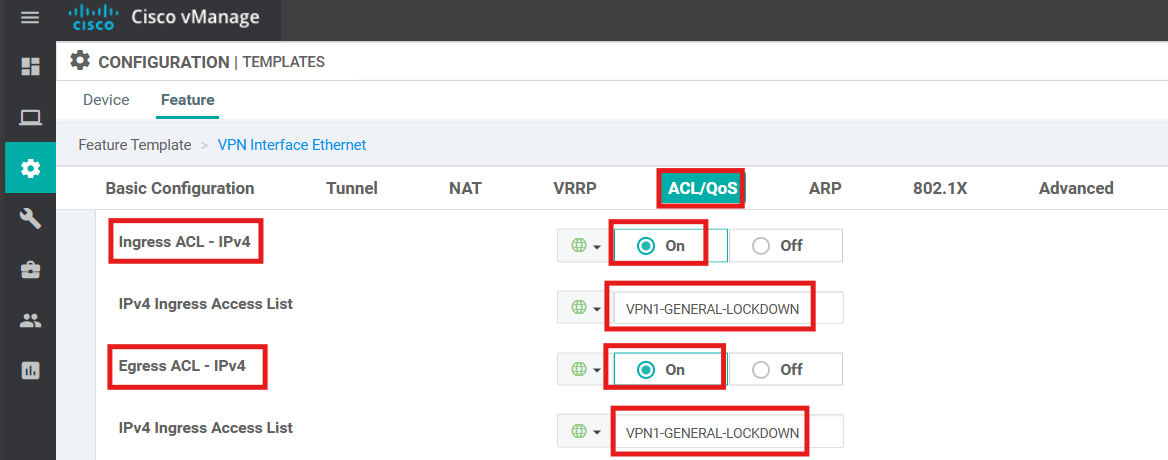 cisco Cisco vManage
CONFIGURATION | TEMPLATES
Device Feature
Feature Template > VPN Interface Ethernet
Basic Configuration Tunnel NAT VRRP ACL/QoS ARP 802.1X Advanced
Ingress ACL - IPv4 On Off
IPv4 Ingress Access List VPN1-GENERAL-LOCKDOWN
Egress ACL - IPv4 On Off
IPv4 Ingress Access List VPN1-GENERAL-LOCKDOWN